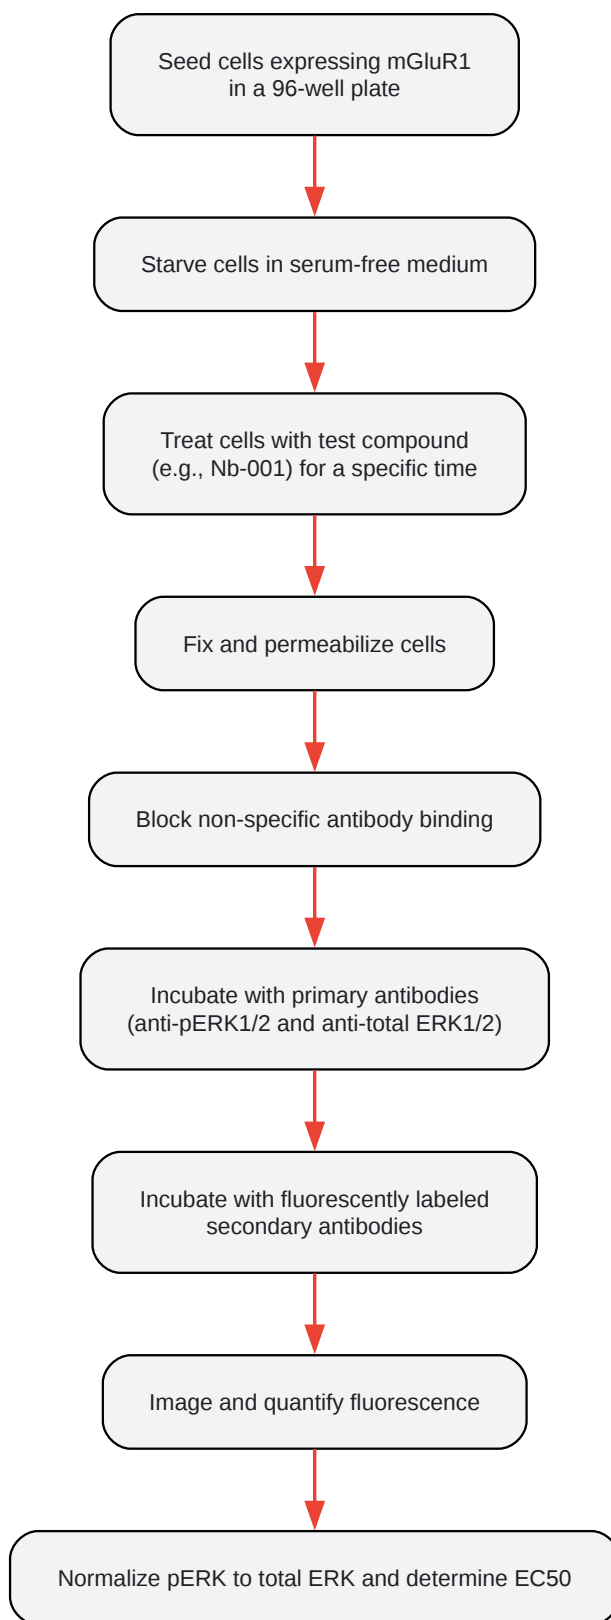 Seed cells expressing mGluR1
in a 96-well plate
Starve cells in serum-free medium
Treat cells with test compound
(e.g., Nb-001) for a specific time
Fix and permeabilize cells
Block non-specific antibody binding
Incubate with primary antibodies
(anti-pERK1/2 and anti-total ERK1/2)
Incubate with fluorescently labeled
secondary antibodies
Image and quantify fluorescence
Normalize pERK to total ERK and determine EC50